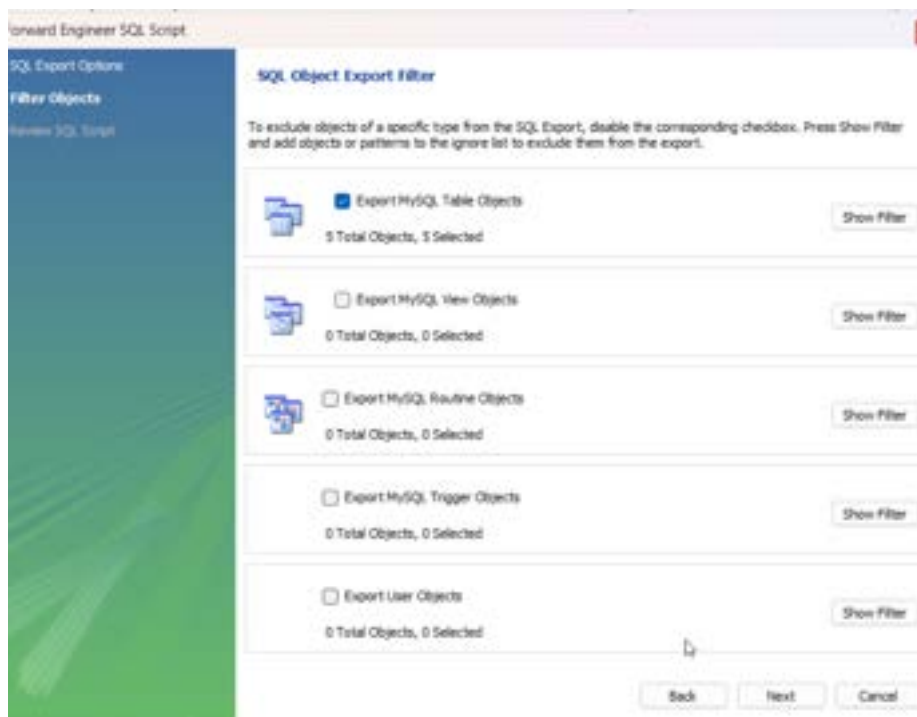 orward Engineer SQL Script
SQL Export Options
Filter Objects
Review SQL Script
SQL Object Export Filter
To exclude objects of a specific type from the SQL Export, disable the corresponding checkbox. Press Show Filter
and add objects or patterns to the ignore list to exclude them from the export.
Export MySQL Table Objects
Show Filter
5 Total Objects, 5 Selected
Export MySQL View Objects
Show Filter
0 Total Objects, 0 Selected
Export MySQL Routine Objects
Show Filter
0 Total Objects, 0 Selected
Export MySQL Trigger Objects
Show Filter
0 Total Objects, 0 Selected
Export User Objects
Show Filter
0 Total Objects, 0 Selected
Back Next Cancel